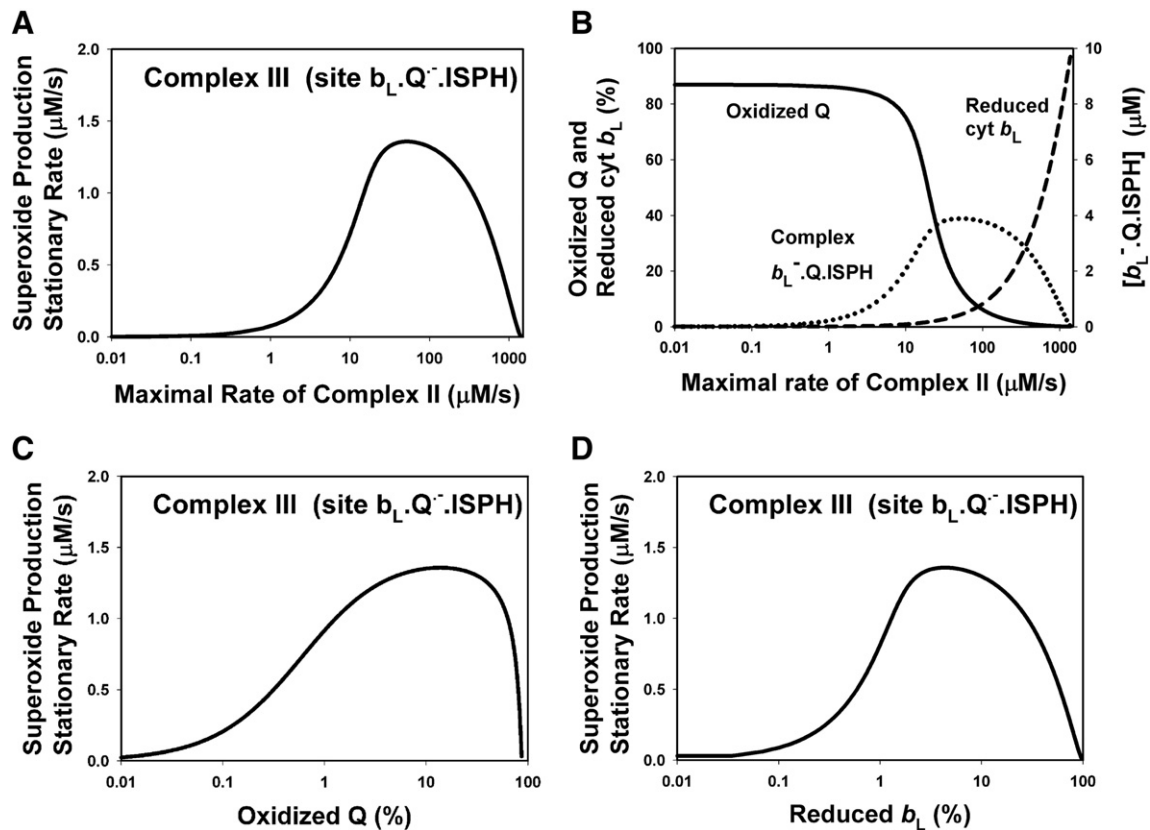 A
Complex III (site bL.Q·-.ISPH)
Superoxide Production
Stationary Rate (μM/s)
2.0
1.5
1.0
0.5
0.0
0.01 0.1 1 10 100 1000
Maximal Rate of Complex II (μM/s)
B
Oxidized Q and
Reduced cyt bL (%)
100
80
60
40
20
0
Oxidized Q
Reduced
cyt bL
Complex
bL-.Q.ISPH
10
8
6
4
2
0
[bL-.Q.ISPH] (μM)
0.01 0.1 1 10 100 1000
Maximal rate of Complex II (μM/s)
C
Complex III (site bL.Q·-.ISPH)
Superoxide Production
Stationary Rate (μM/s)
2.0
1.5
1.0
0.5
0.0
0.01 0.1 1 10 100
Oxidized Q (%)
D
Complex III (site bL.Q·-.ISPH)
Superoxide Production
Stationary Rate (μM/s)
2.0
1.5
1.0
0.5
0.0
0.01 0.1 1 10 100
Reduced bL (%)